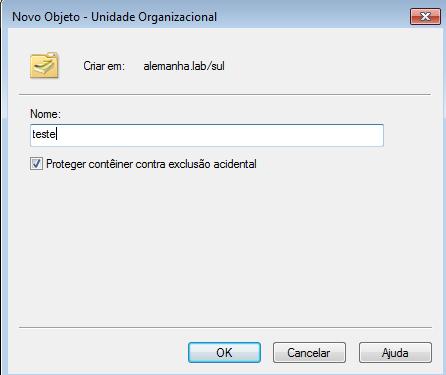 Novo Objeto - Unidade Organizacional
Criar em: alemanha.lab/sul
Nome:
teste
Proteger contêiner contra exclusão acidental
OK Cancelar Ajuda